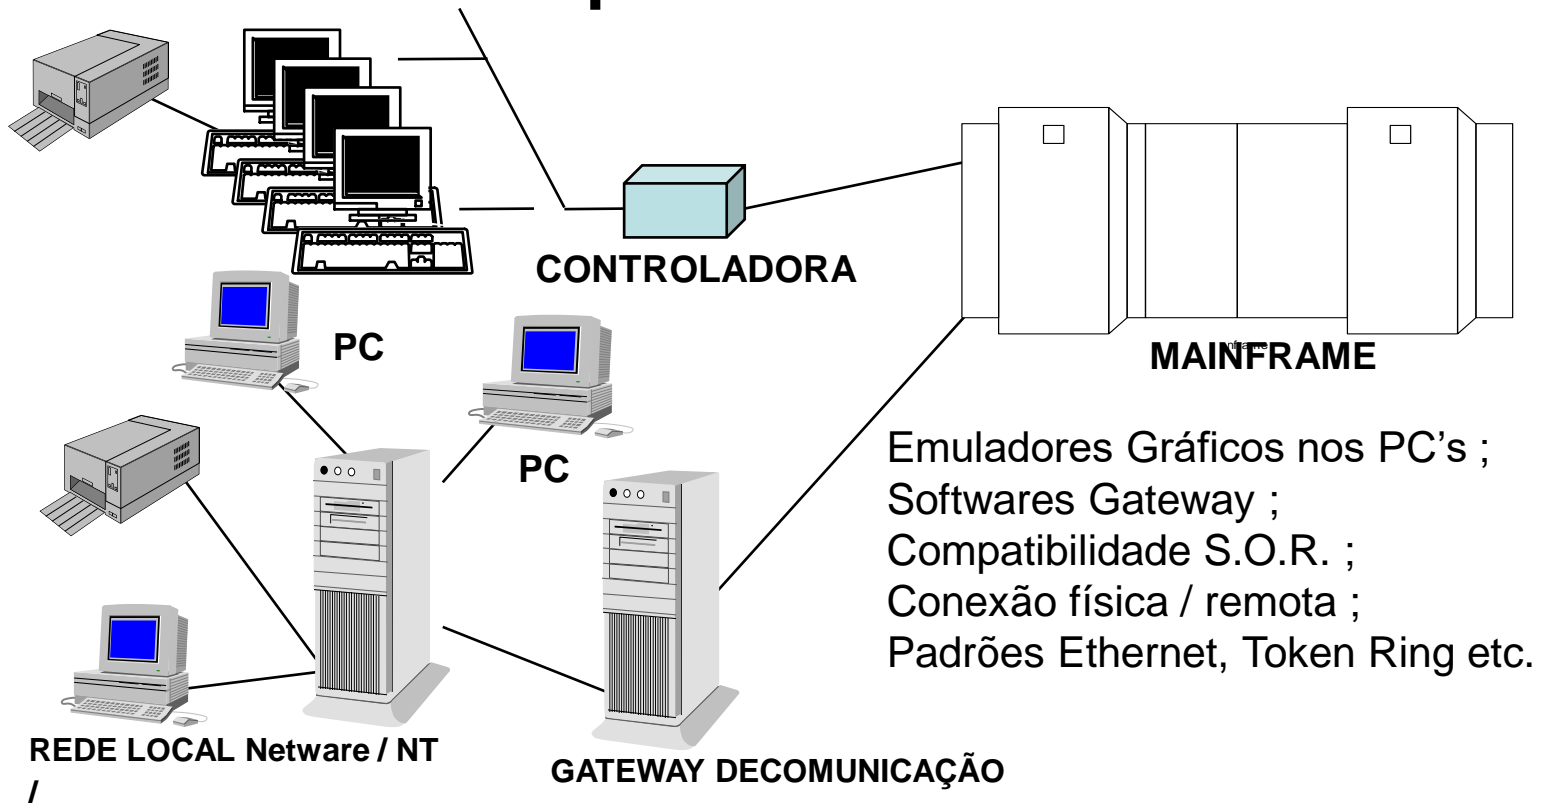 CONTROLADORA
PC
MAINFRAME
PC
Emuladores Gráficos nos PC’s ;
Softwares Gateway ;
Compatibilidade S.O.R. ;
Conexão física / remota ;
Padrões Ethernet, Token Ring etc.
REDE LOCAL Netware / NT
/
GATEWAY DECOMUNICAÇÃO